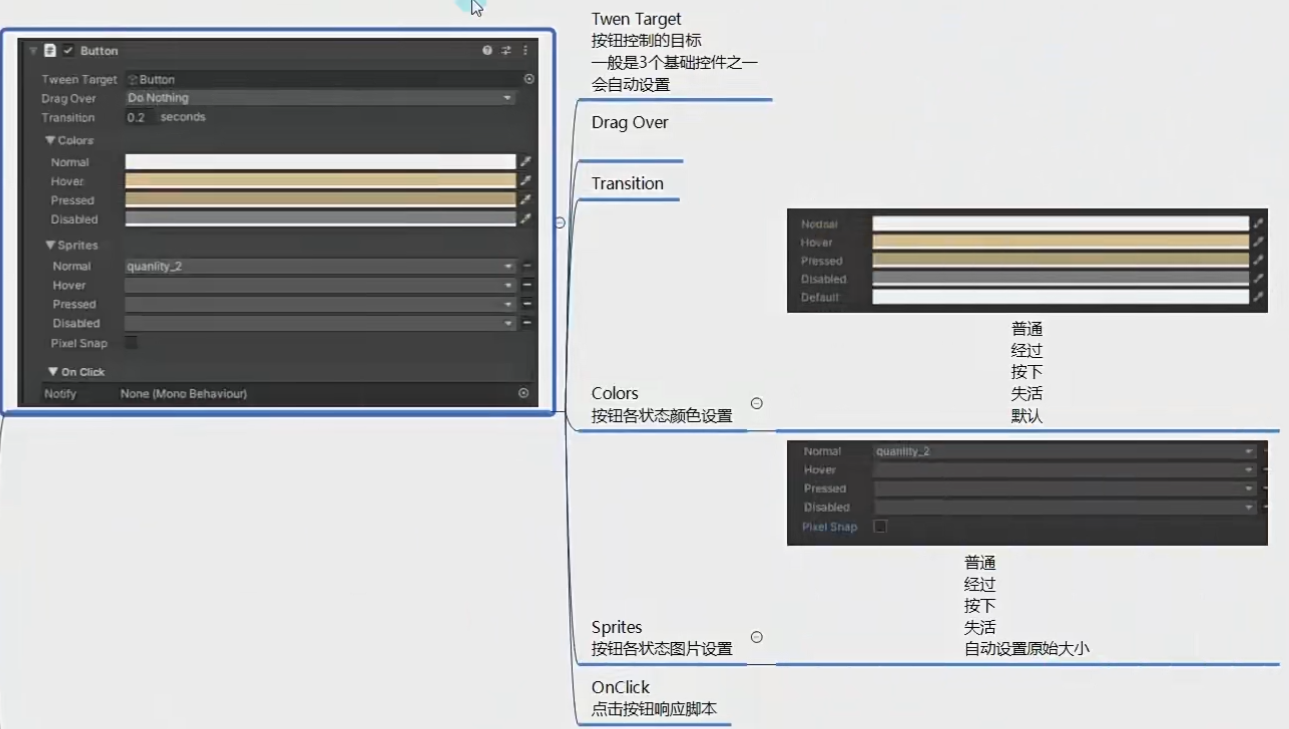 Button
Tween Target
Button
Drag Over
Do Nothing
Transition
0.2 seconds
Colors
Normal
Hover
Pressed
Disabled
Sprites
Normal
quanlity_2
Hover
Pressed
Disabled
Pixel Snap
On Click
Notify
None (Mono Behaviour)
Twen Target
按钮控制的目标
一般是3个基础控件之一
会自动设置
Drag Over
Transition
Normal
Hover
Pressed
Disabled
Default
普通
经过
按下
失活
默认
Colors
按钮各状态颜色设置
Normal
quanlity_2
Hover
Pressed
Disabled
Pixel Snap
普通
经过
按下
失活
自动设置原始大小
Sprites
按钮各状态图片设置
OnClick
点击按钮响应脚本